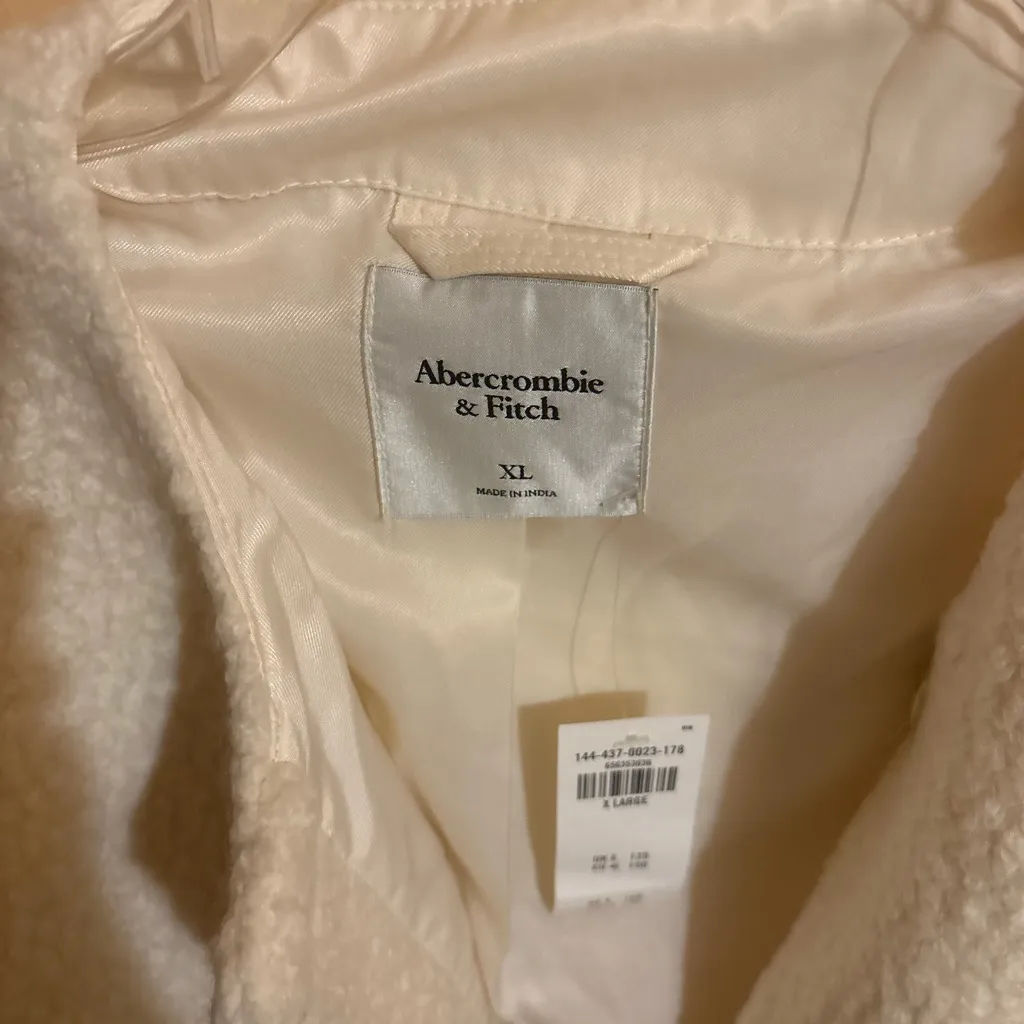 Abercrombie
& Fitch
XL
MADE IN INDIA
144-437-0023-178
X LARGE